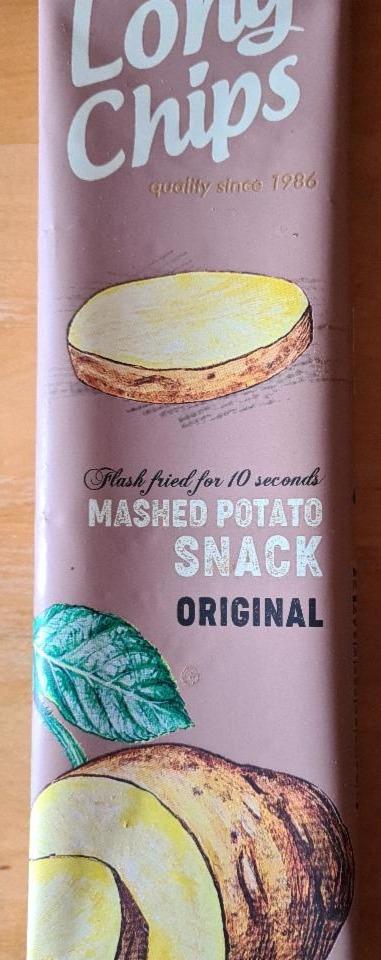 Long
Chips
quality since 1986
Flash fried for 10 seconds
MASHED POTATO
SNACK
ORIGINAL